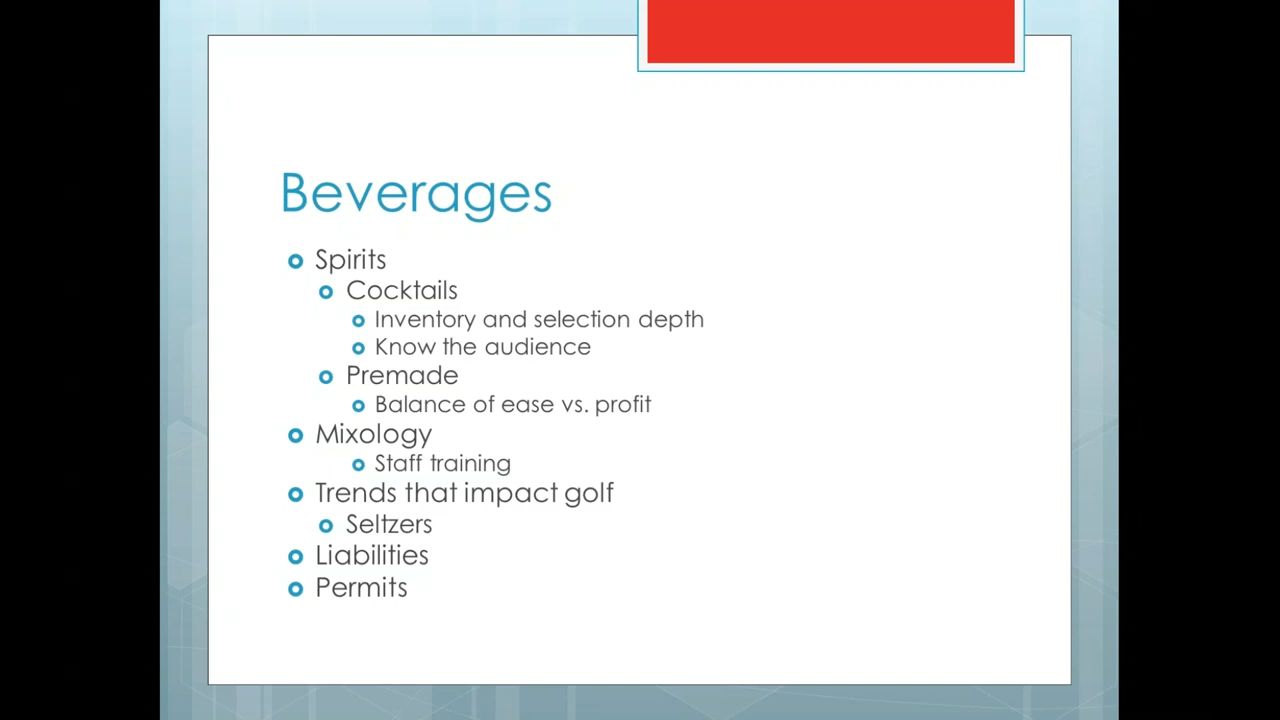 Beverages
Spirits
Cocktails
Inventory and selection depth
Know the audience
Premade
Balance of ease vs. profit
Mixology
Staff training
Trends that impact golf
Seltzers
Liabilities
Permits